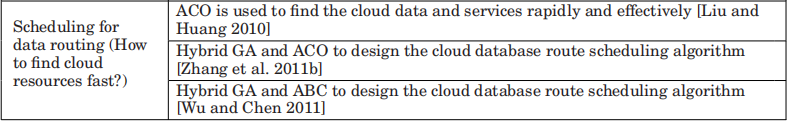 Scheduling for
data routing (How
to find cloud
resources fast?)
ACO is used to find the cloud data and services rapidly and effectively [Liu and
Huang 2010]
Hybrid GA and ACO to design the cloud database route scheduling algorithm
[Zhang et al. 2011b]
Hybrid GA and ABC to design the cloud database route scheduling algorithm
[Wu and Chen 2011]